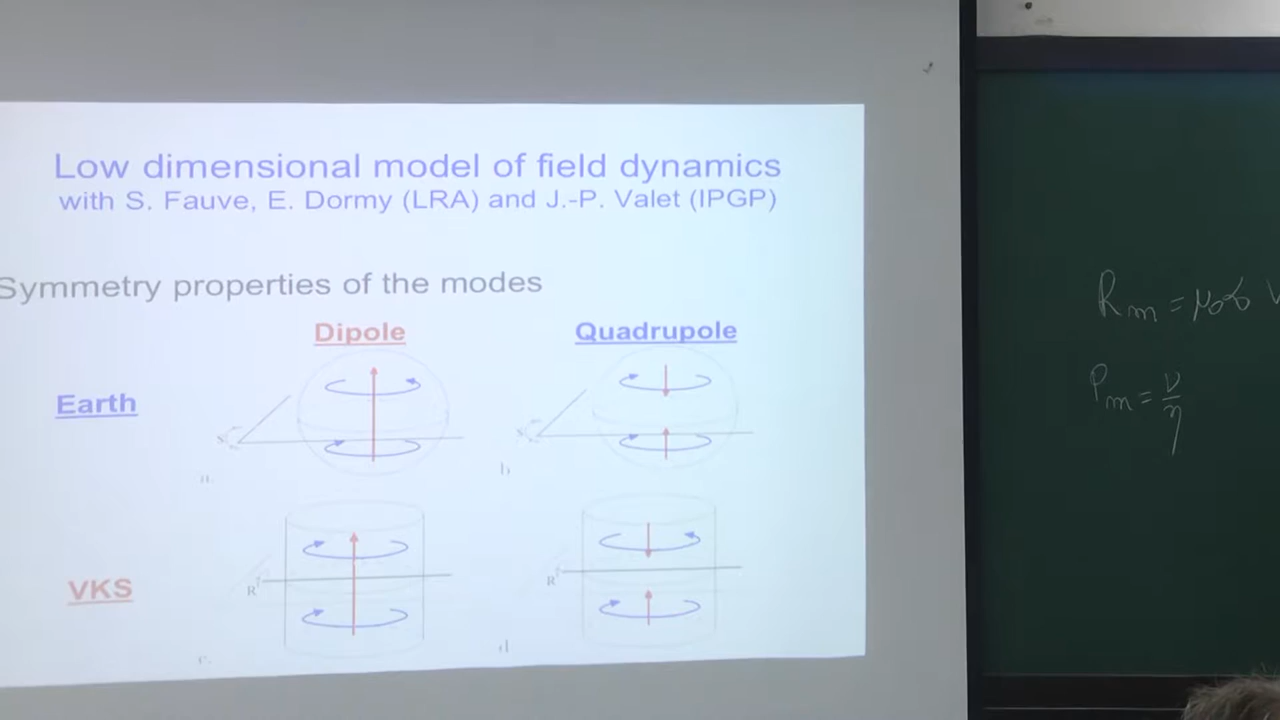 Low dimensional model of field dynamics
with S. Fauve, E. Dormy (LRA) and J.-P. Valet (IPGP)
Symmetry properties of the modes
Dipole Quadrupole
Earth
S S
a. b.
VKS
R R
c. d
Rm = μ₀σ V
Pm = ν/η